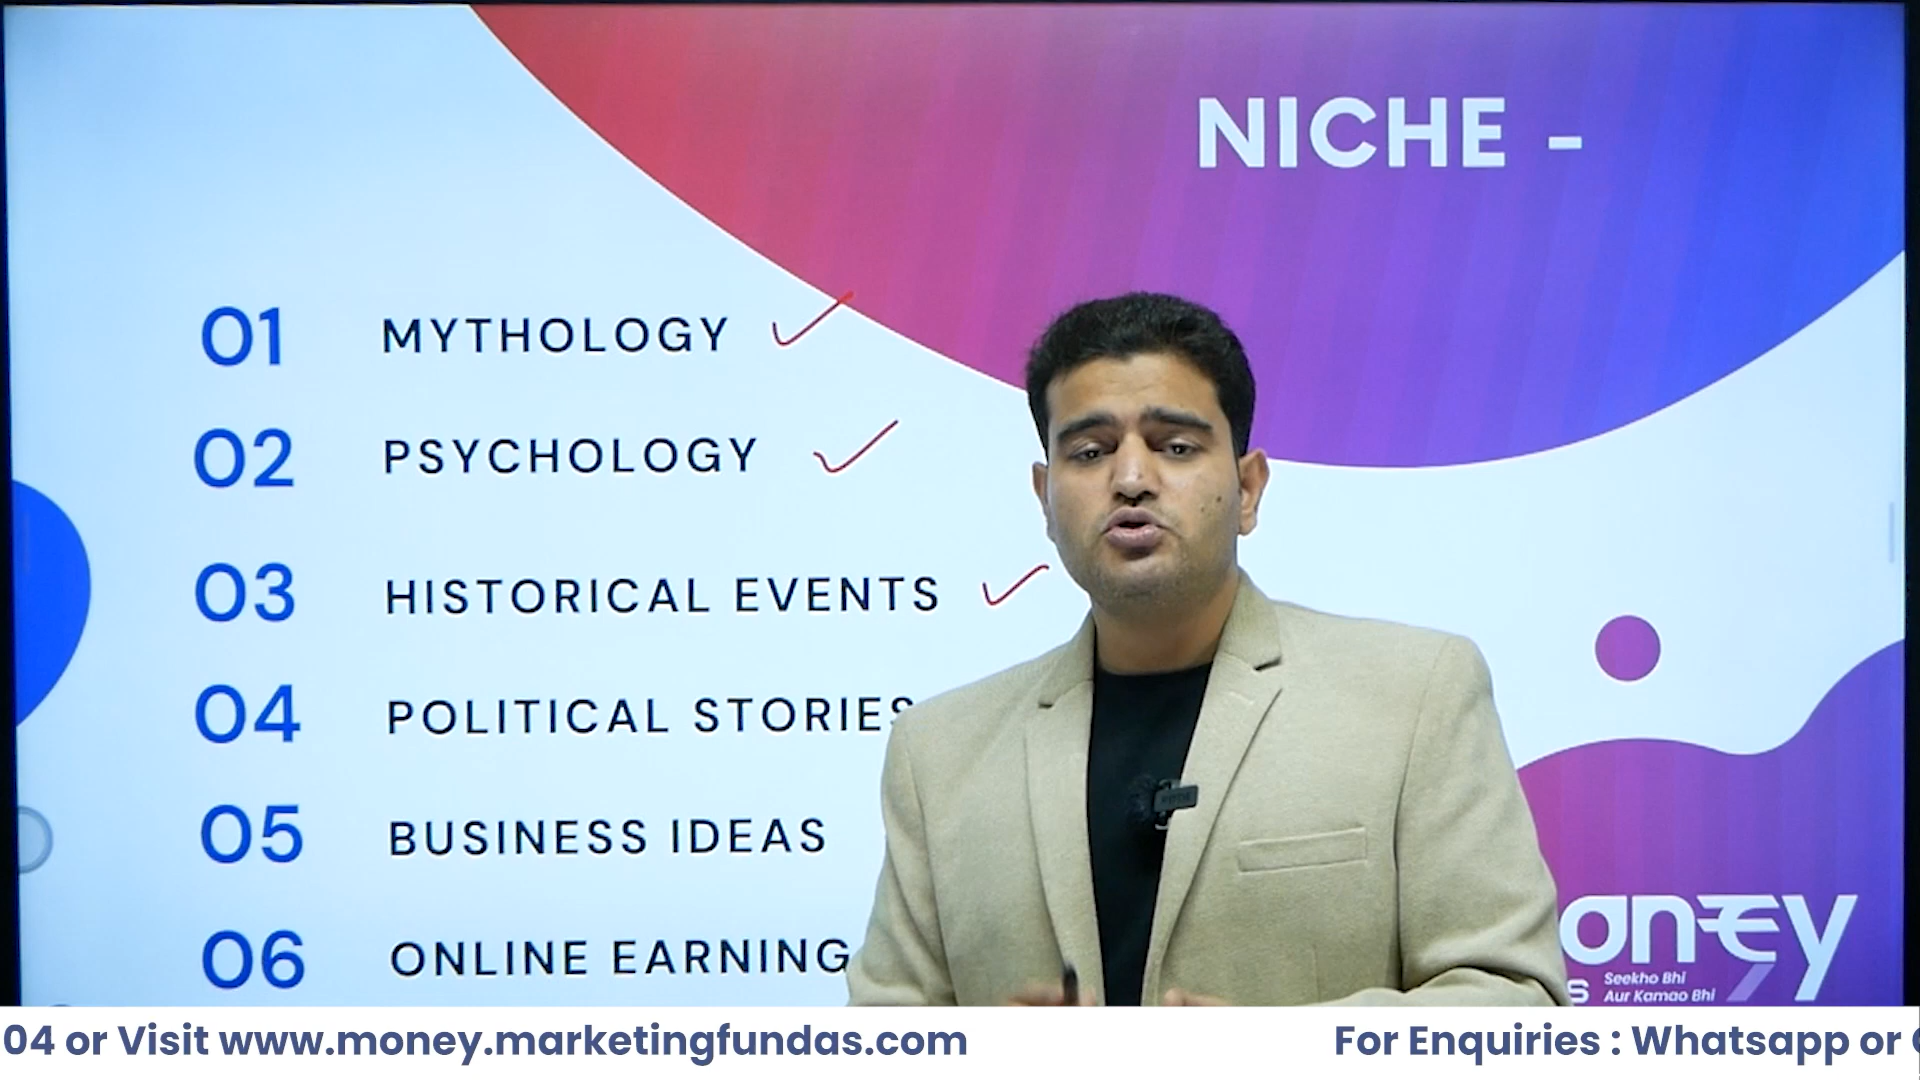 NICHE -
01 MYTHOLOGY
02 PSYCHOLOGY
03 HISTORICAL EVENTS
04 POLITICAL STORIES
05 BUSINESS IDEAS
06 ONLINE EARNING
Seekho Bhi
Aur Kamao Bhi
04 or Visit www.money.marketingfundas.com For Enquiries : Whatsapp or